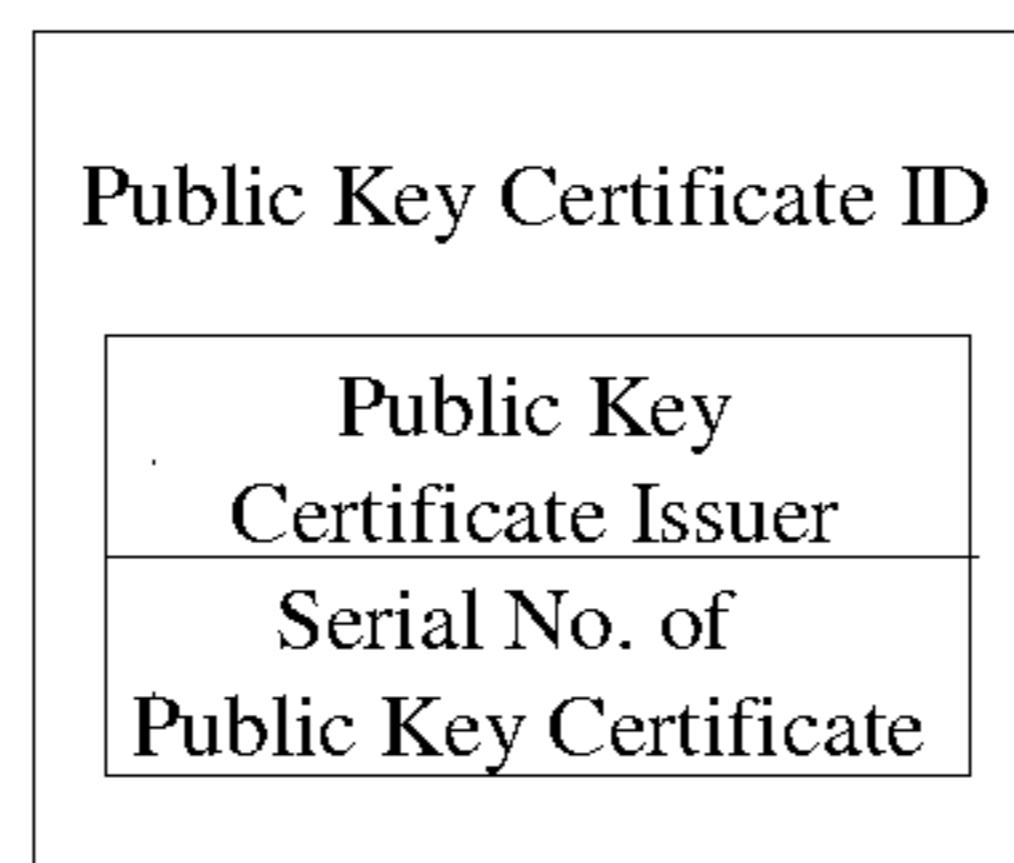 Public Key Certificate ID
Public Key
Certificate Issuer
Serial No. of
Public Key Certificate